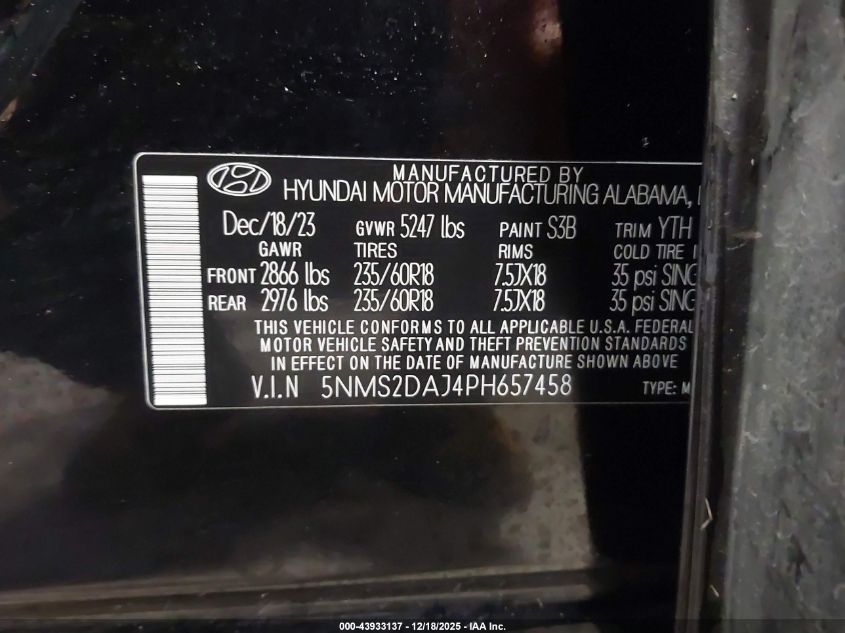 MANUFACTURED BY
HYUNDAI MOTOR MANUFACTURING ALABAMA,
Dec/18/23 GVWR 5247 lbs PAINT S3B TRIM YTH
GAWR TIRES RIMS COLD TIRE
FRONT 2866 lbs 235/60R18 7.5JX18 35 psi SING
REAR 2976 lbs 235/60R18 7.5JX18 35 psi SING
THIS VEHICLE CONFORMS TO ALL APPLICABLE U.S.A. FEDERAL
MOTOR VEHICLE SAFETY AND THEFT PREVENTION STANDARDS
IN EFFECT ON THE DATE OF MANUFACTURE SHOWN ABOVE
V.I.N 5NMS2DAJ4PH657458 TYPE: M
000-43933137 - 12/18/2025 - IAA Inc.